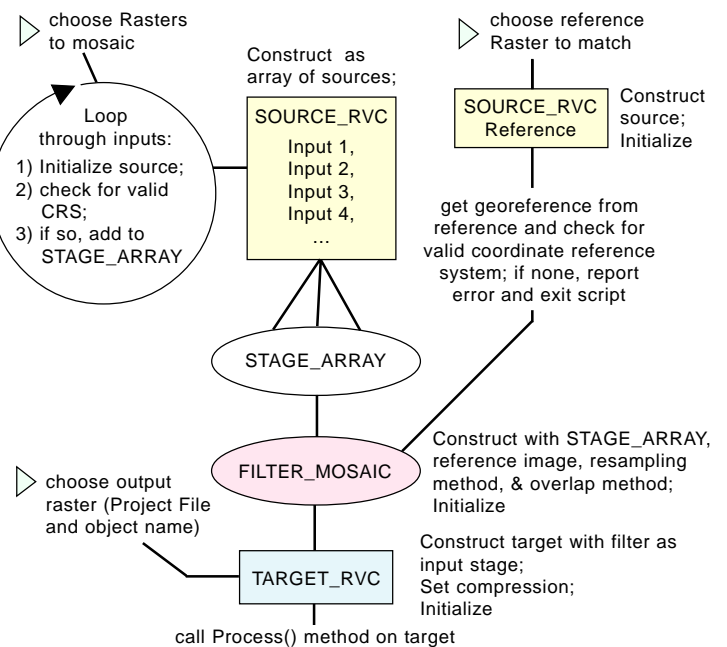 choose Rasters
to mosaic
Loop
through inputs:
1) Initialize source;
2) check for valid
CRS;
3) if so, add to
STAGE_ARRAY
Construct as
array of sources;
SOURCE_RVC
Input 1,
Input 2,
Input 3,
Input 4,
...
choose reference
Raster to match
SOURCE_RVC
Reference
Construct
source;
Initialize
get georeference from
reference and check for
valid coordinate reference
system; if none, report
error and exit script
STAGE_ARRAY
FILTER_MOSAIC
Construct with STAGE_ARRAY,
reference image, resampling
method, & overlap method;
Initialize
choose output
raster (Project File
and object name)
TARGET_RVC
Construct target with filter as
input stage;
Set compression;
Initialize
call Process() method on target